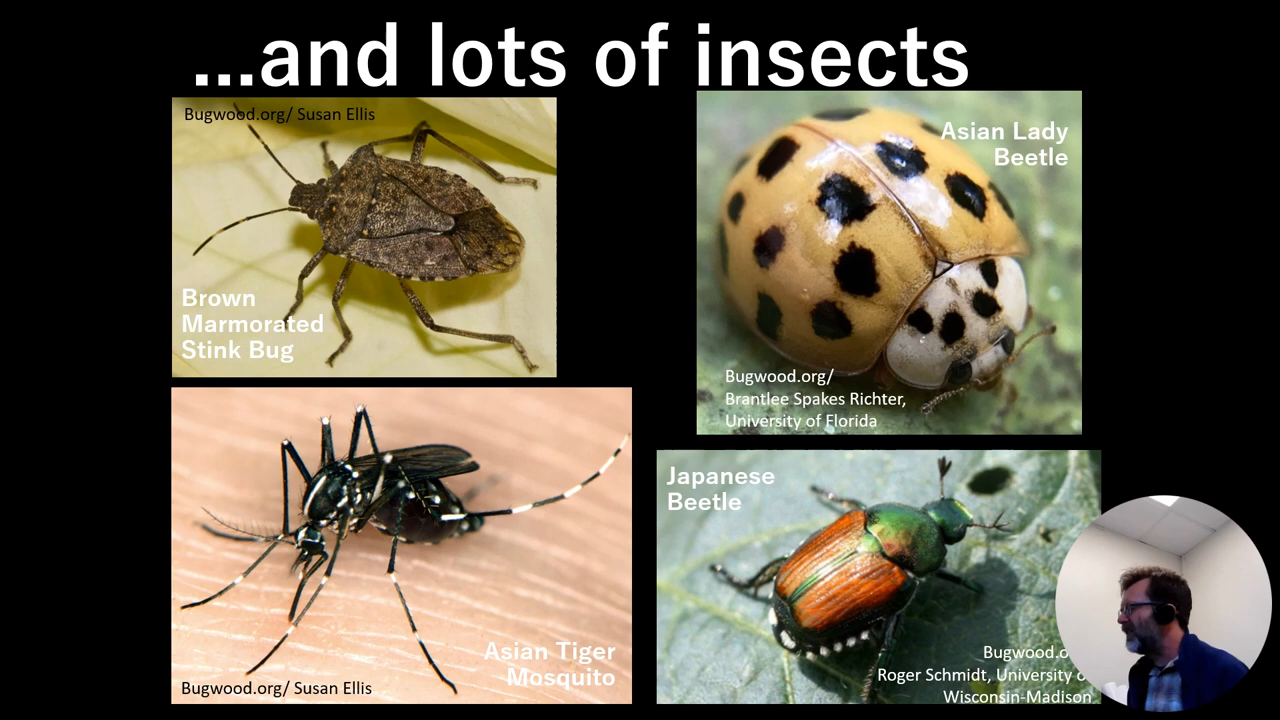 ...and lots of insects
Bugwood.org/ Susan Ellis
Brown
Marmorated
Stink Bug
Asian Lady
Beetle
Bugwood.org/
Brantlee Spakes Richter,
University of Florida
Asian Tiger
Mosquito
Bugwood.org/ Susan Ellis
Japanese
Beetle
Bugwood.o
Roger Schmidt, University o
Wisconsin-Madison